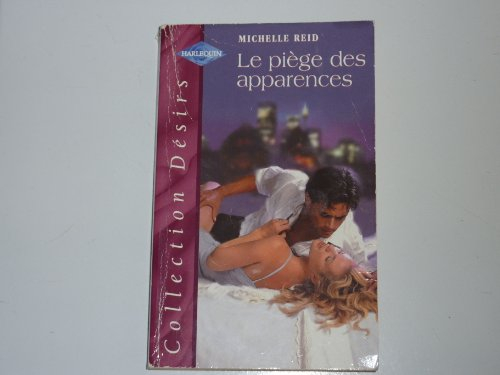 MICHELLE REID
HARLEQUIN
Le piège des
apparences
Collection Désirs